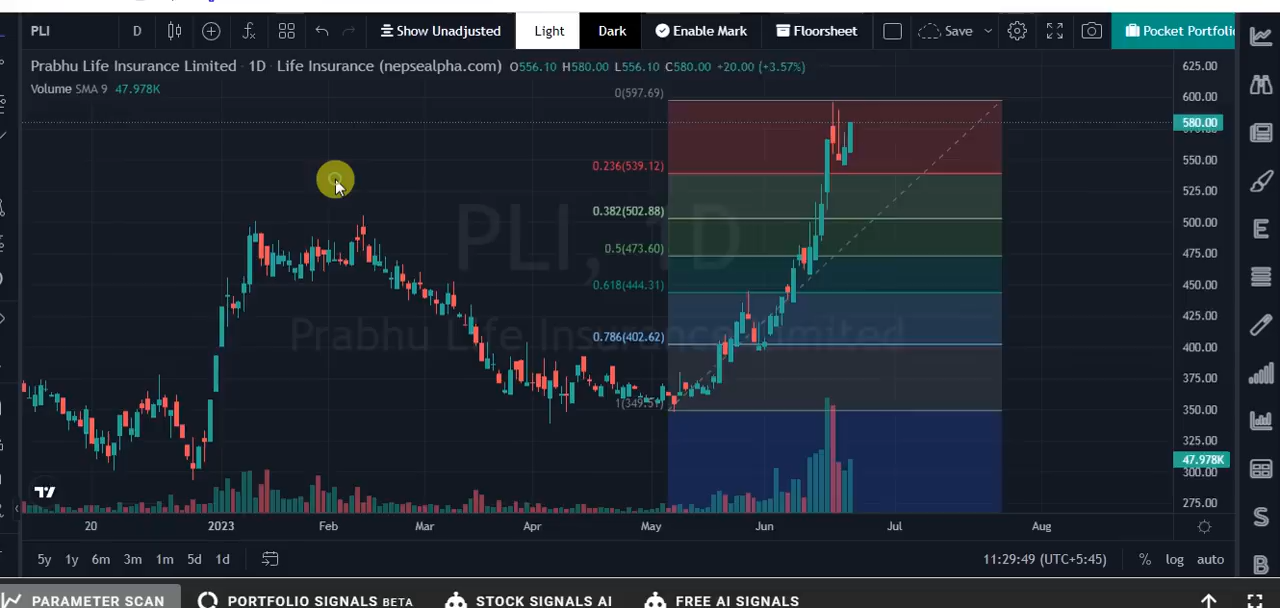 PLI D Show Unadjusted Light Dark Enable Mark Floorsheet Save Pocket Portfoli
Prabhu Life Insurance Limited · 1D · Life Insurance (nepsealpha.com) O556.10 H580.00 L556.10 C580.00 +20.00 (+3.57%)
Volume SMA 9 47.978K
625.00
0(597.69)
600.00
580.00
0.236(539.12)
550.00
525.00
0.382(502.88)
500.00
PLI, 1D
0.5(473.60)
475.00
0.618(444.31)
450.00
425.00
Prabhu Life Insurance Limited
0.786(402.62)
400.00
375.00
1(349.51)
350.00
325.00
47.978K
300.00
275.00
20 2023 Feb Mar Apr May Jun Jul Aug
5y 1y 6m 3m 1m 5d 1d 11:29:49 (UTC+5:45) % log auto
PARAMETER SCAN PORTFOLIO SIGNALS BETA STOCK SIGNALS AI FREE AI SIGNALS
E
S
B